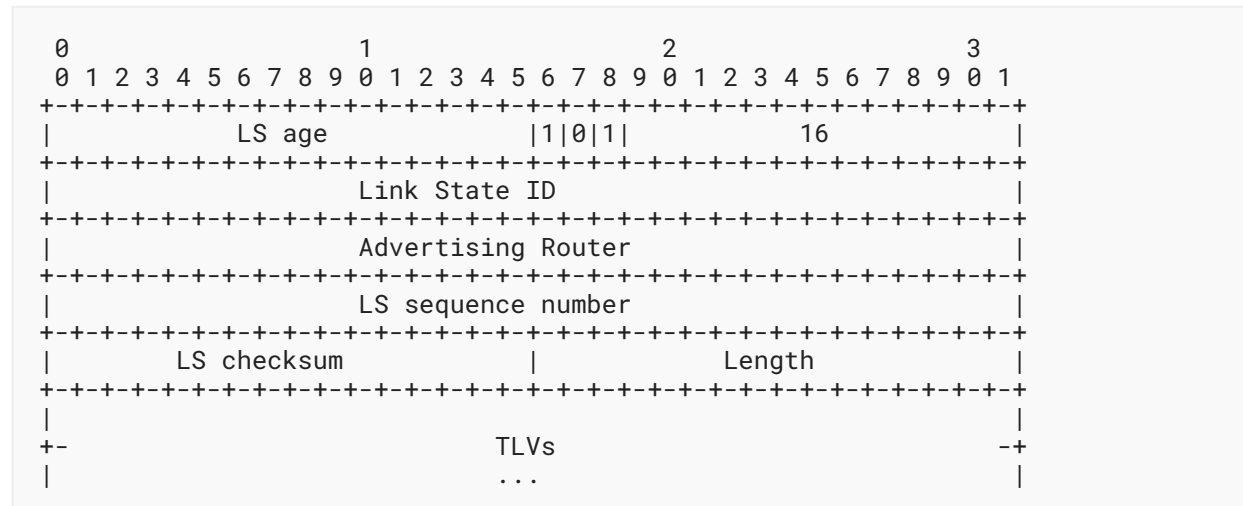 0                   1                   2                   3
 0 1 2 3 4 5 6 7 8 9 0 1 2 3 4 5 6 7 8 9 0 1 2 3 4 5 6 7 8 9 0 1
+-+-+-+-+-+-+-+-+-+-+-+-+-+-+-+-+-+-+-+-+-+-+-+-+-+-+-+-+-+-+-+-+
|            LS age             |1|0|1|           16            |
+-+-+-+-+-+-+-+-+-+-+-+-+-+-+-+-+-+-+-+-+-+-+-+-+-+-+-+-+-+-+-+-+
|                    Link State ID                              |
+-+-+-+-+-+-+-+-+-+-+-+-+-+-+-+-+-+-+-+-+-+-+-+-+-+-+-+-+-+-+-+-+
|                    Advertising Router                         |
+-+-+-+-+-+-+-+-+-+-+-+-+-+-+-+-+-+-+-+-+-+-+-+-+-+-+-+-+-+-+-+-+
|                    LS sequence number                         |
+-+-+-+-+-+-+-+-+-+-+-+-+-+-+-+-+-+-+-+-+-+-+-+-+-+-+-+-+-+-+-+-+
|        LS checksum            |            Length             |
+-+-+-+-+-+-+-+-+-+-+-+-+-+-+-+-+-+-+-+-+-+-+-+-+-+-+-+-+-+-+-+-+
|                                                               |
+-                            TLVs                             -+
|                             ...                               |